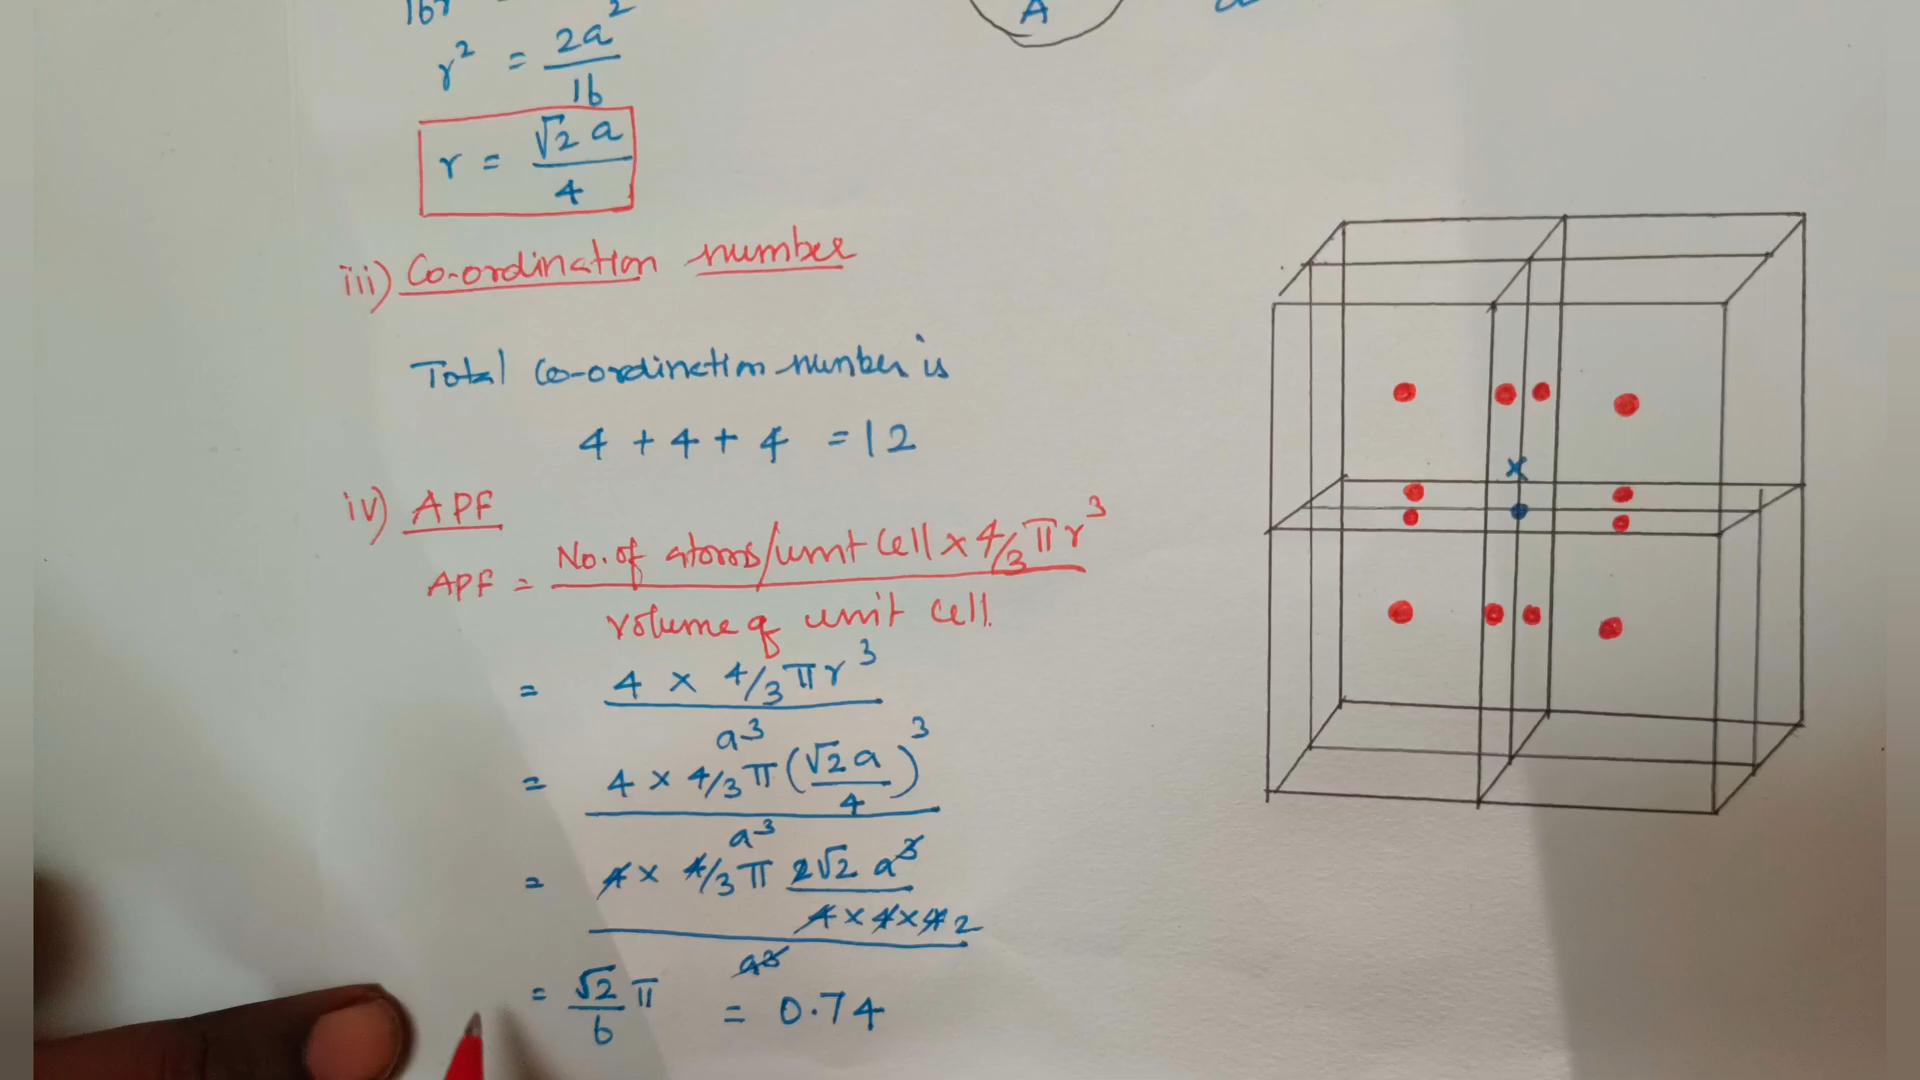 A
r² = 2a² / 16
r = √2 a / 4
iii) Co-ordination number
Total co-ordination number is
4 + 4 + 4 = 12
x
iv) APF
APF = No. of atoms/unit cell × 4/3 π r³ / volume of unit cell.
= 4 × 4/3 π r³ / a³
= 4 × 4/3 π (√2 a / 4)³ / a³
= 4 × 4/3 π 2√2 a³ / 4 × 4 × 4 2 / a³
= √2 / 6 π = 0.74